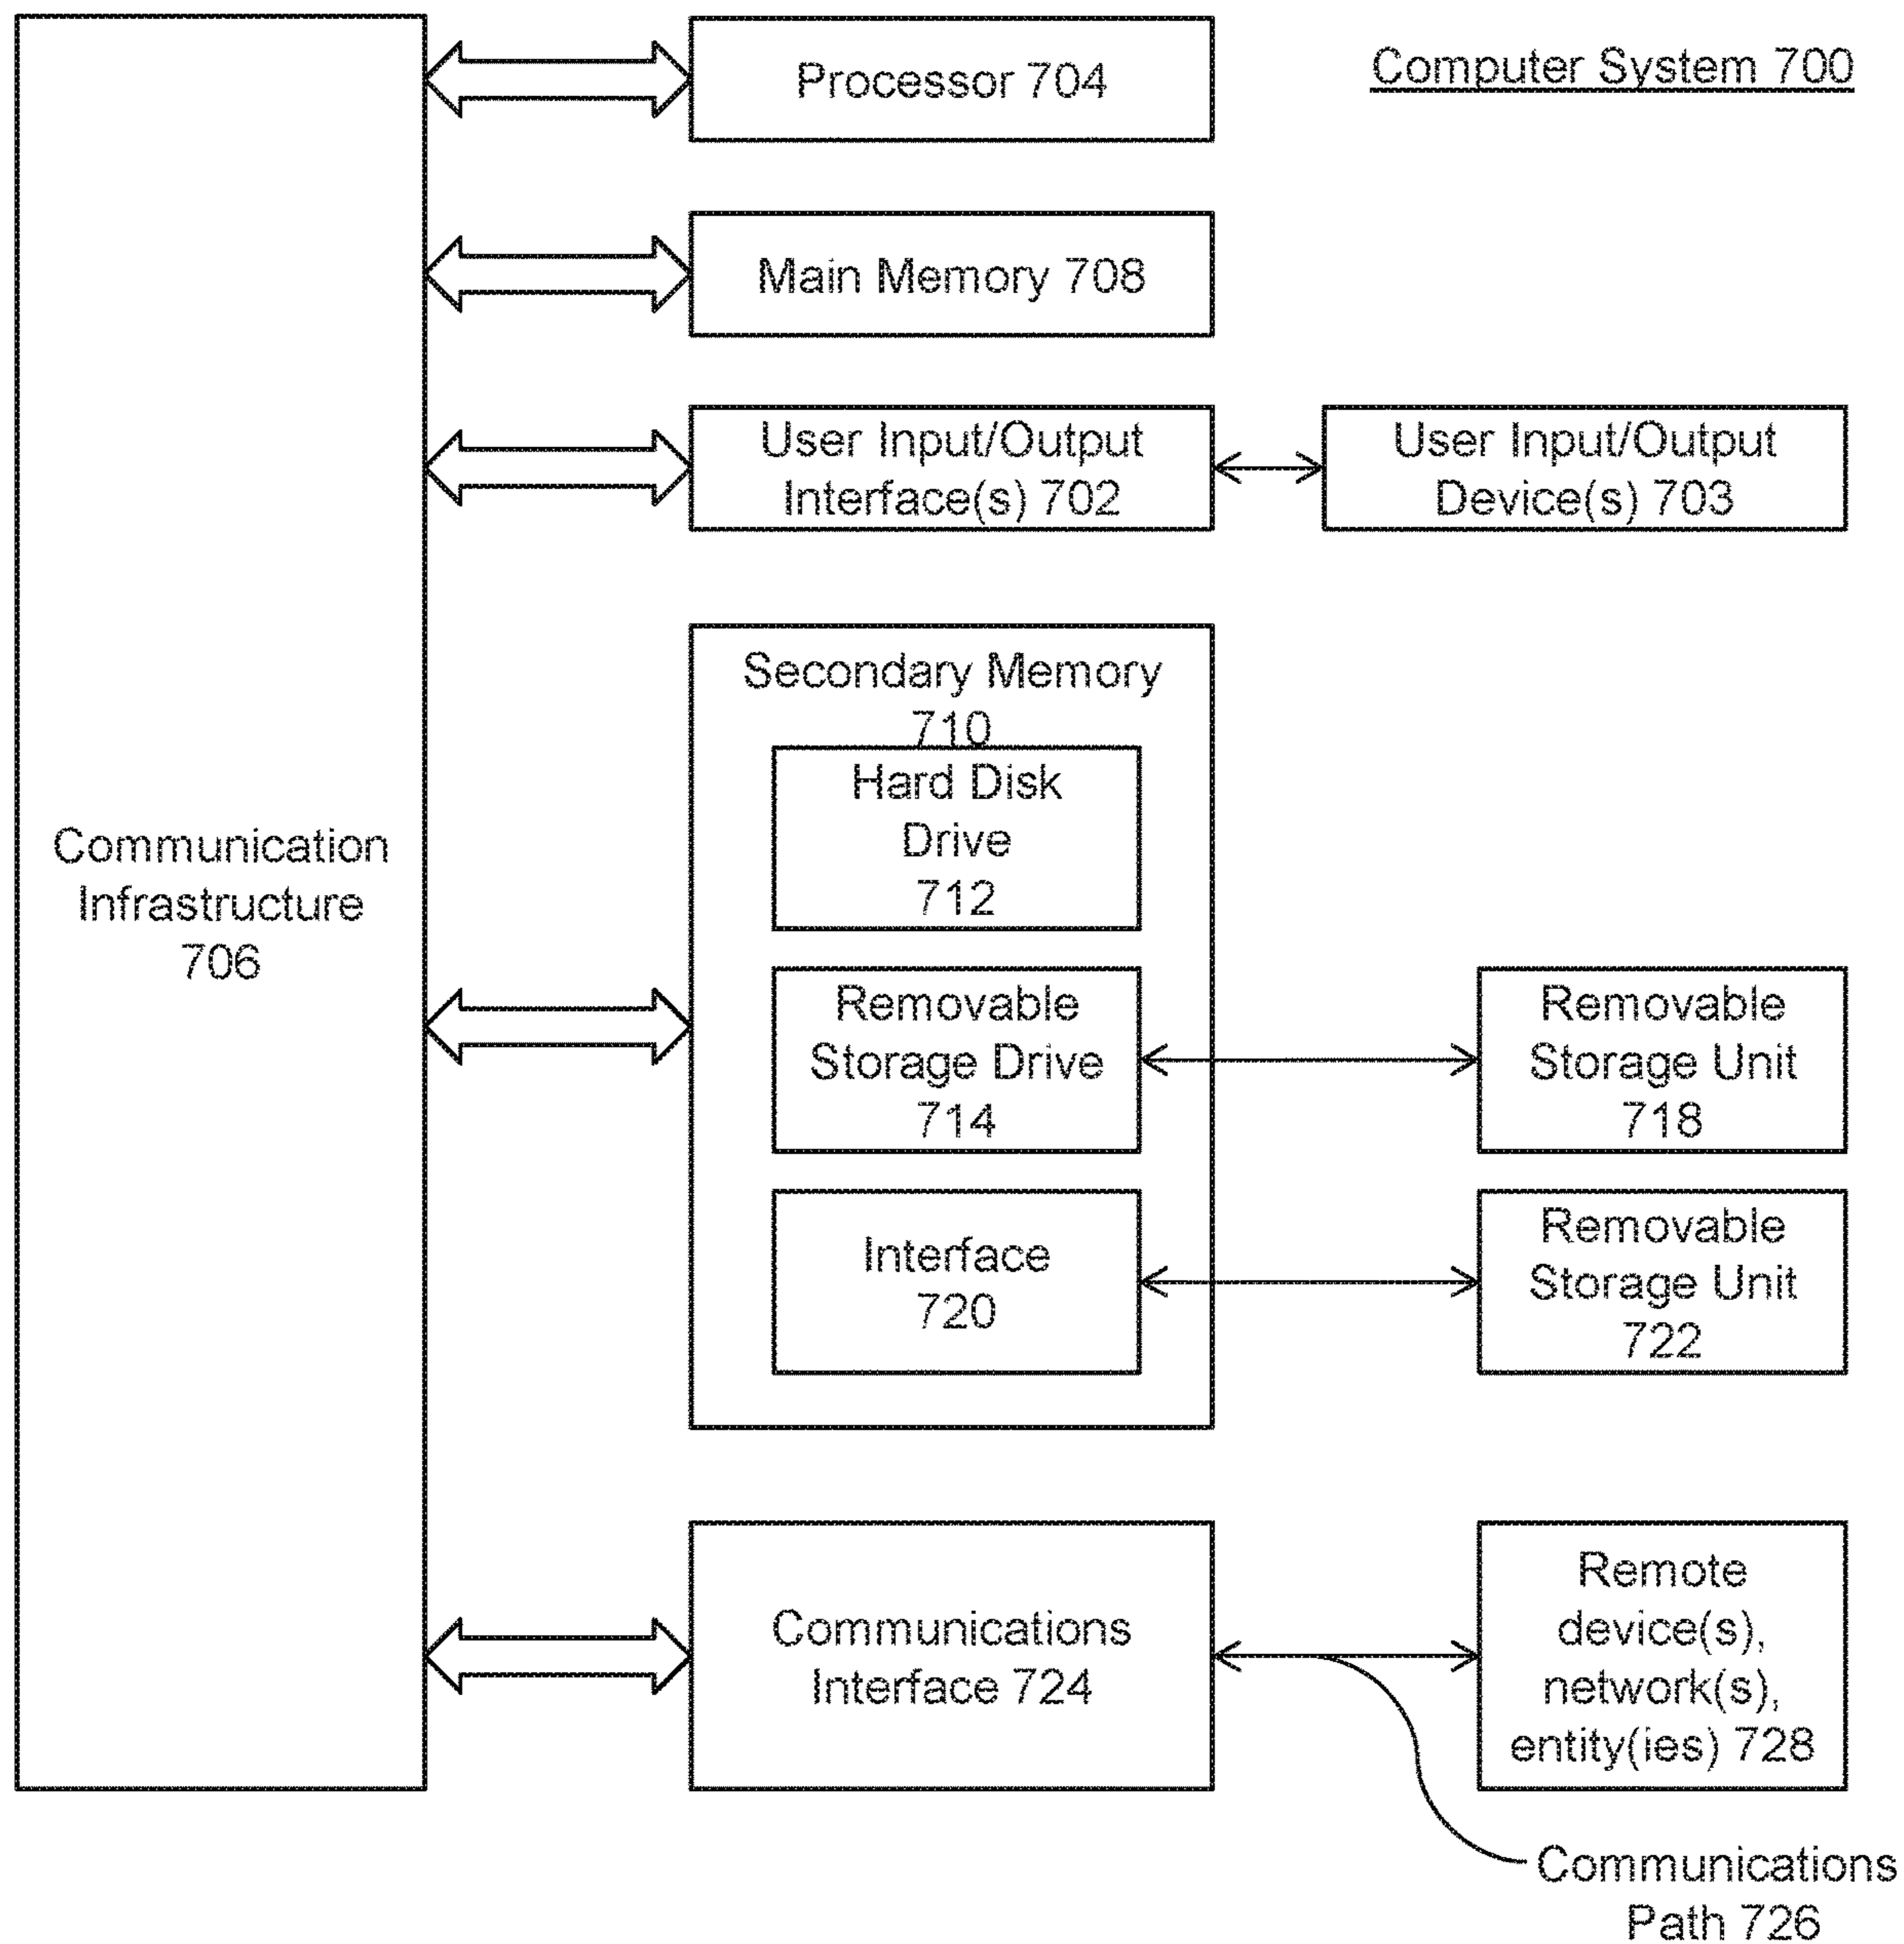 Computer System 700
Processor 704
Main Memory 708
User Input/Output
Interface(s) 702
User Input/Output
Device(s) 703
Communication
Infrastructure
706
Secondary Memory
710
Hard Disk
Drive
712
Removable
Storage Drive
714
Removable
Storage Unit
718
Interface
720
Removable
Storage Unit
722
Communications
Interface 724
Remote
device(s),
network(s),
entity(ies) 728
Communications
Path 726